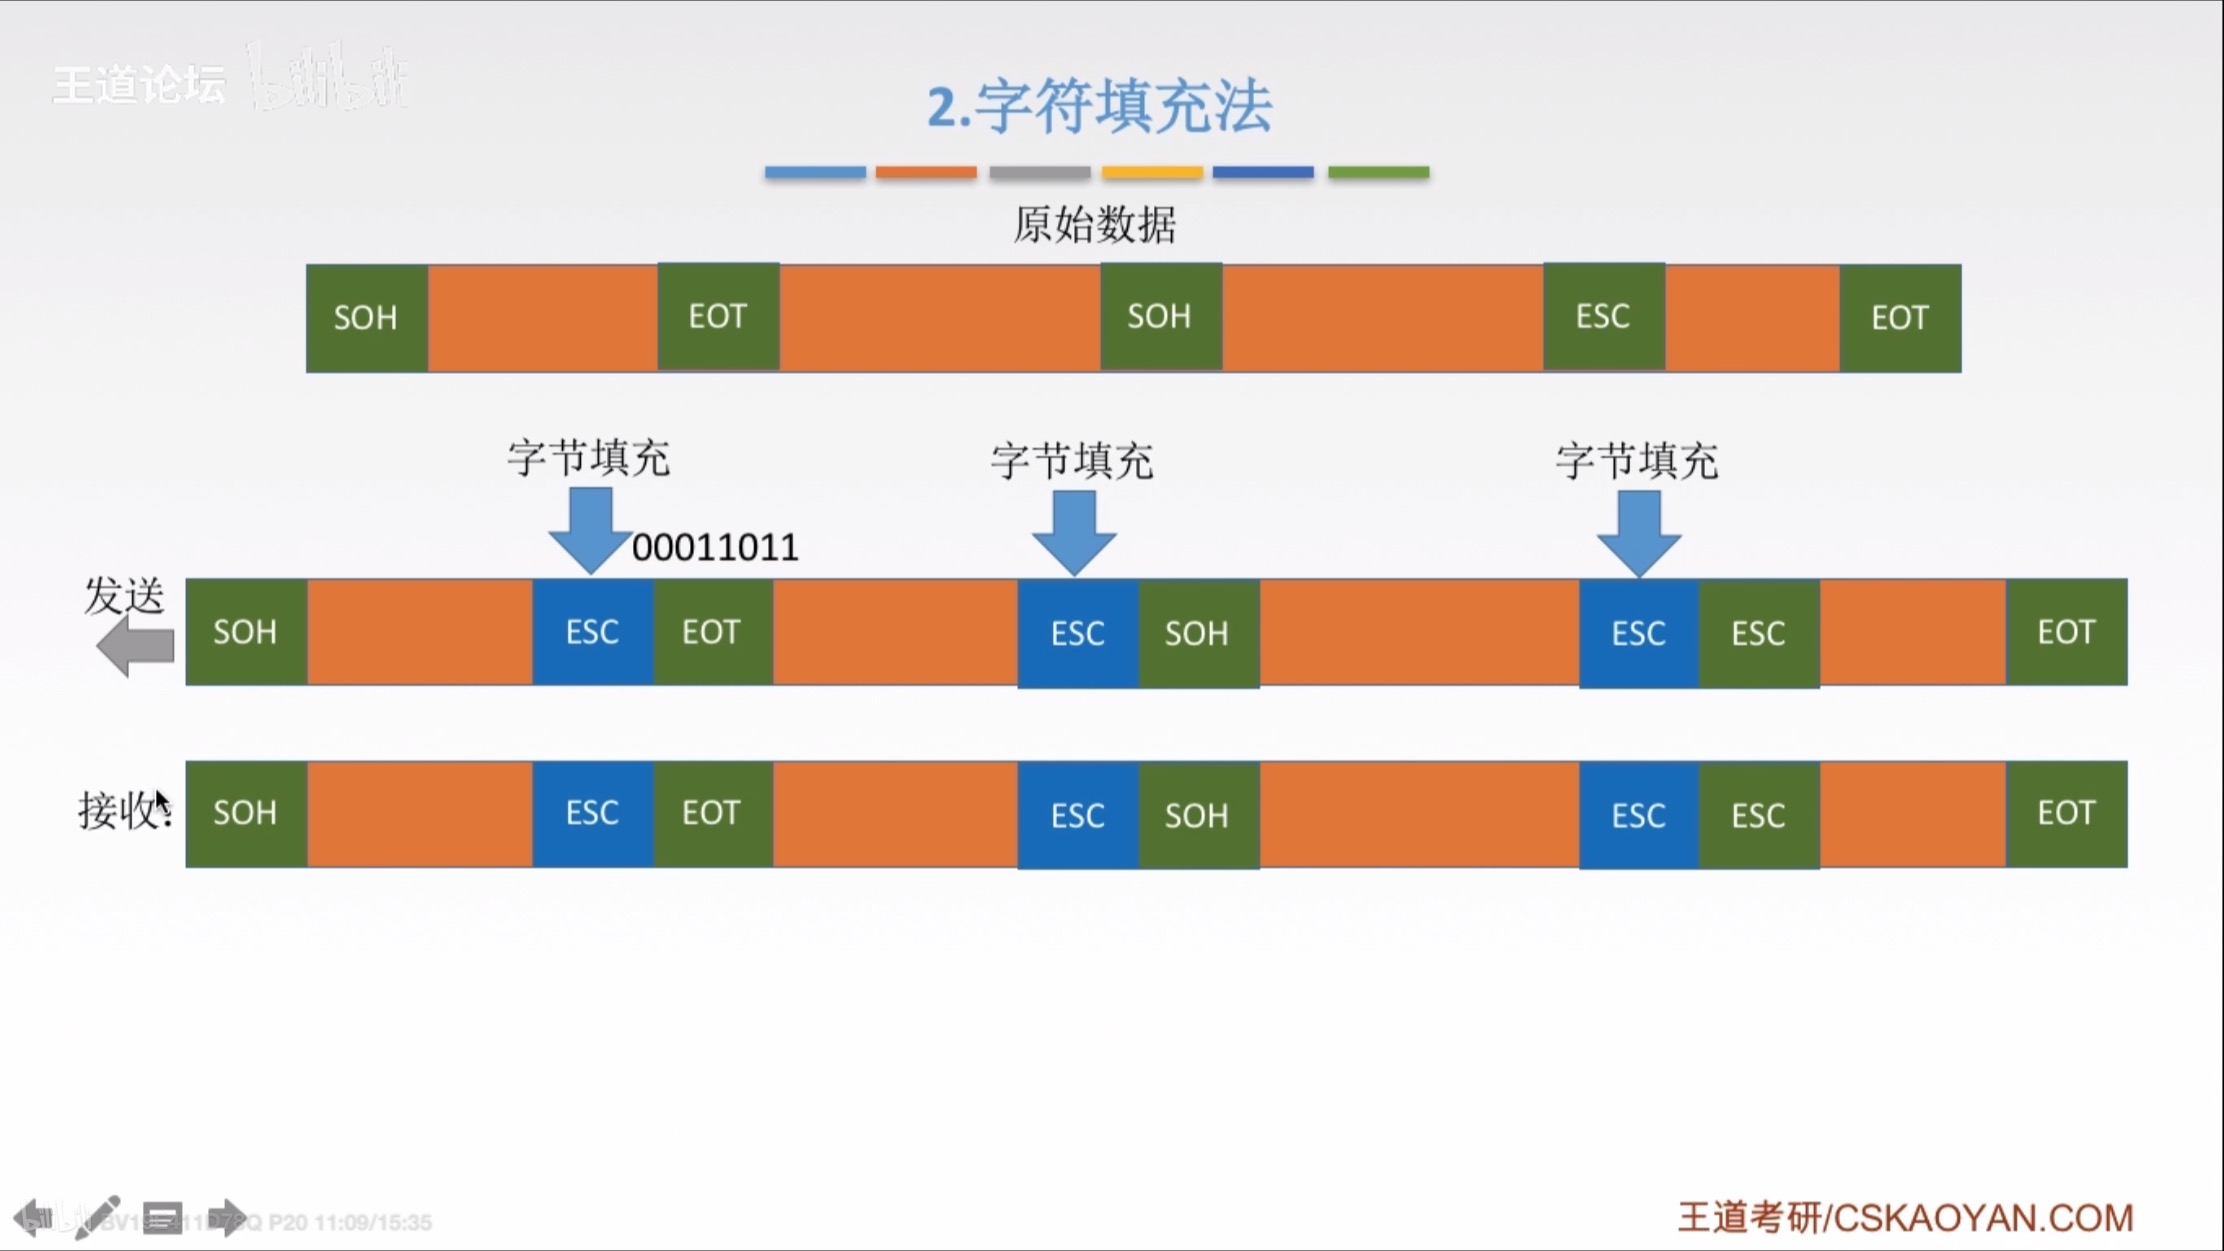 王道论坛 bilibili
2.字符填充法
原始数据
SOH EOT SOH ESC EOT
字节填充 字节填充 字节填充
00011011
发送
SOH ESC EOT ESC SOH ESC ESC EOT
接收:
SOH ESC EOT ESC SOH ESC ESC EOT
P20 11:09/15:35
王道考研/CSKAOYAN.COM